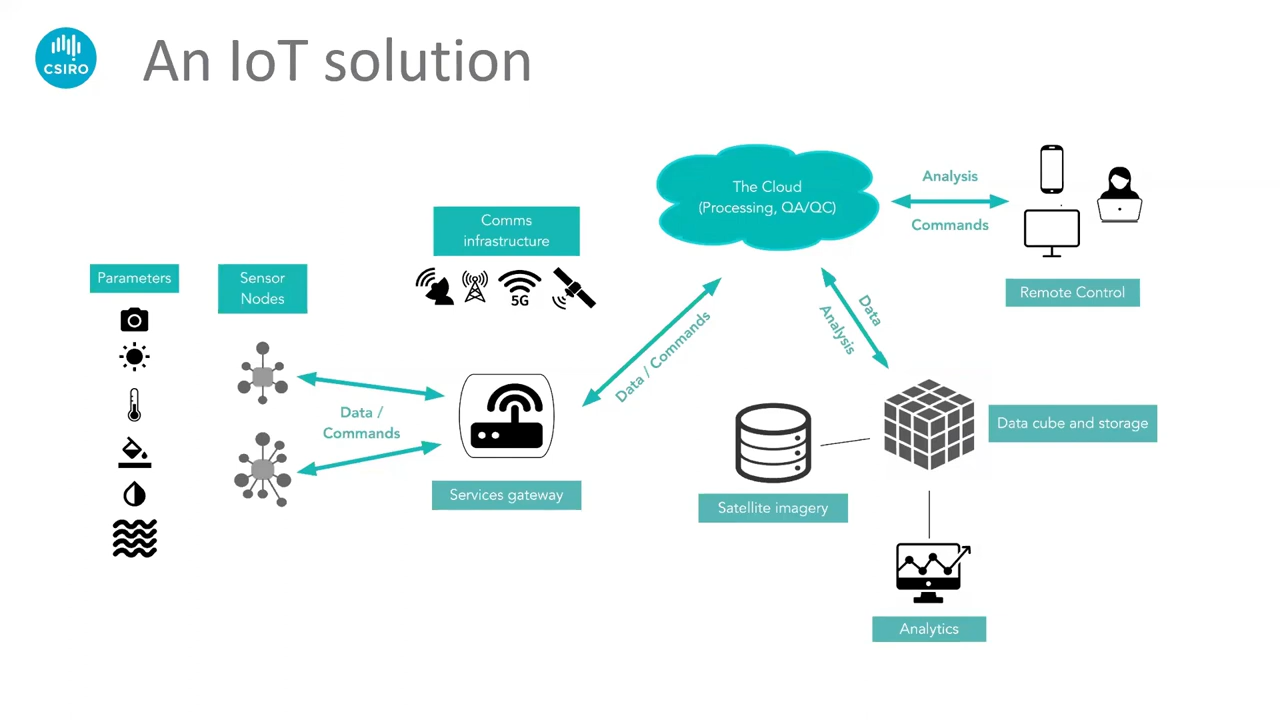 CSIRO
An IoT solution
The Cloud
(Processing, QA/QC)
Analysis
Commands
Remote Control
Comms
infrastructure
5G
Parameters
Sensor
Nodes
Data /
Commands
Services gateway
Data / Commands
Data
Analysis
Data cube and storage
Satellite imagery
Analytics